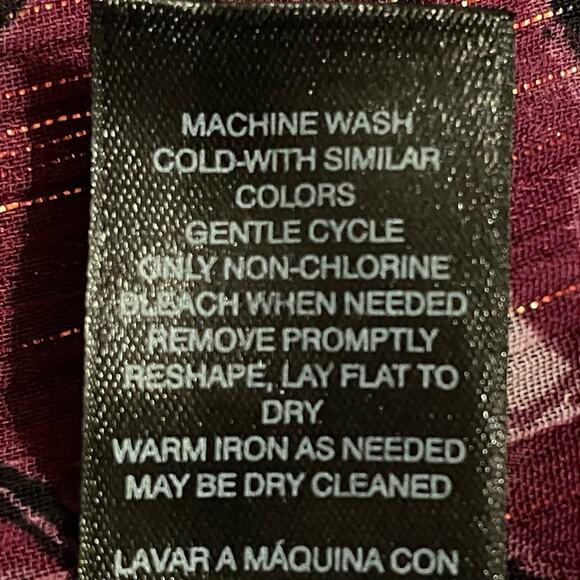 MACHINE WASH
COLD-WITH SIMILAR
COLORS
GENTLE CYCLE
ONLY NON-CHLORINE
BLEACH WHEN NEEDED
REMOVE PROMPTLY
RESHAPE, LAY FLAT TO
DRY
WARM IRON AS NEEDED
MAY BE DRY CLEANED
LAVAR A MÁQUINA CON